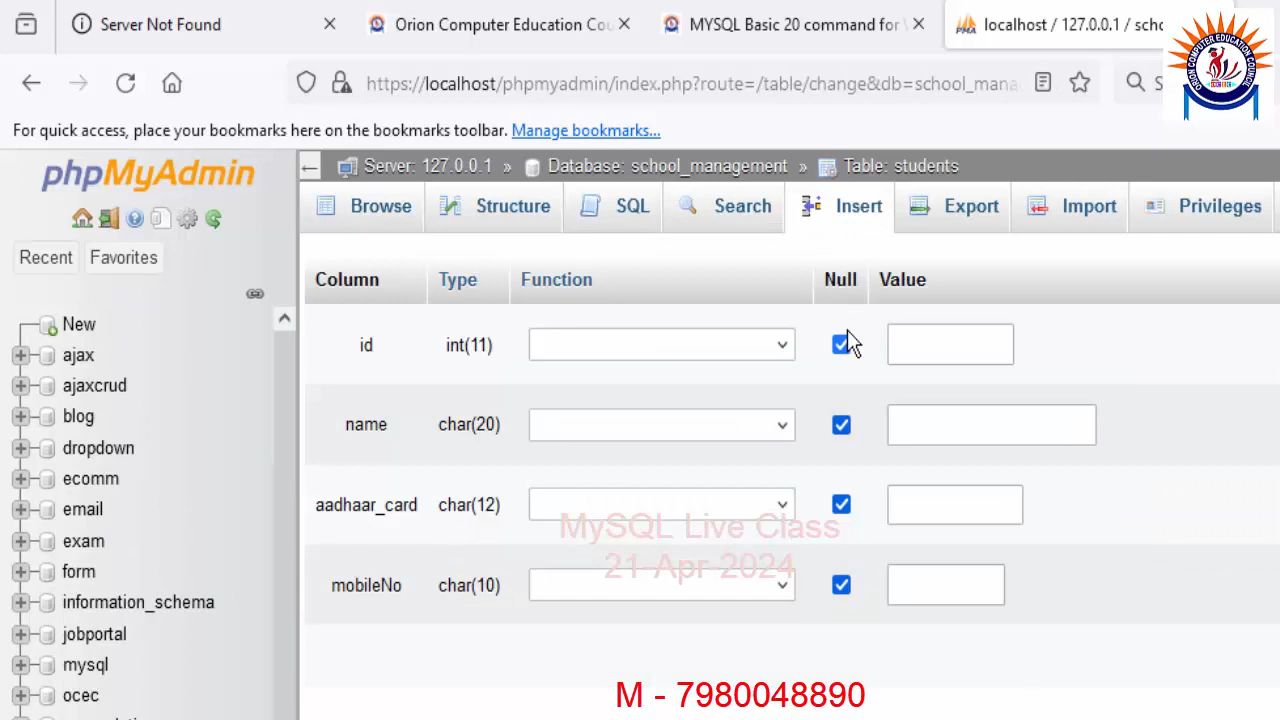 Server Not Found
Orion Computer Education Cou
MYSQL Basic 20 command for
localhost / 127.0.0.1 / scho
https://localhost/phpmyadmin/index.php?route=/table/change&db=school_mana
S
For quick access, place your bookmarks here on the bookmarks toolbar. Manage bookmarks...
phpMyAdmin
Server: 127.0.0.1 » Database: school_management » Table: students
Browse Structure SQL Search Insert Export Import Privileges
Recent Favorites
Column Type Function Null Value
New
ajax
ajaxcrud
blog
dropdown
ecomm
email
exam
form
information_schema
jobportal
mysql
ocec
id int(11)
name char(20)
aadhaar_card char(12)
mobileNo char(10)
MySQL Live Class
21-Apr-2024
M - 7980048890